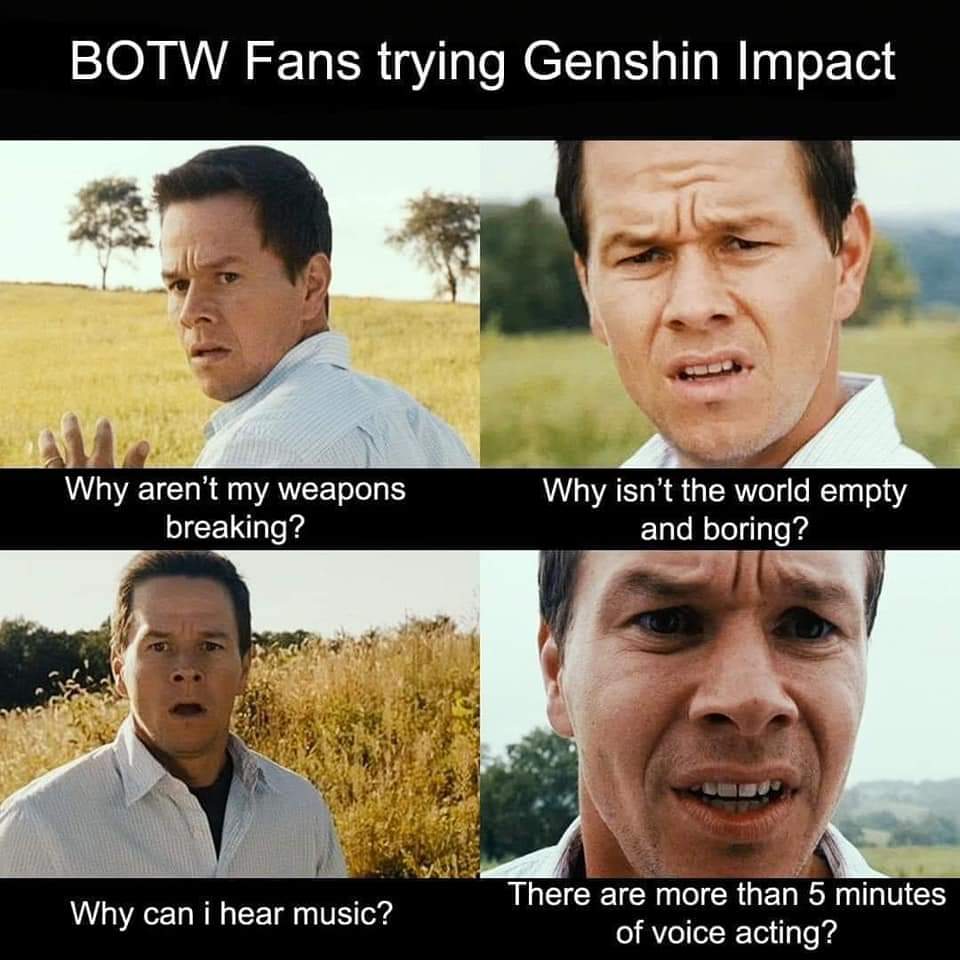 BOTW Fans trying Genshin Impact
Why aren't my weapons
breaking?
Why isn't the world empty
and boring?
Why can i hear music?
There are more than 5 minutes
of voice acting?